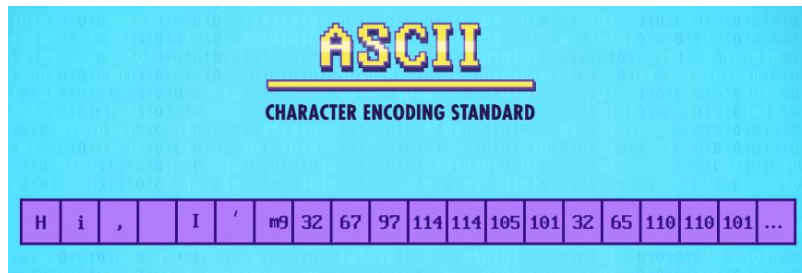 ASCII
CHARACTER ENCODING STANDARD
H i , I ' m9 32 67 97 114 114 105 101 32 65 110 110 101 ...